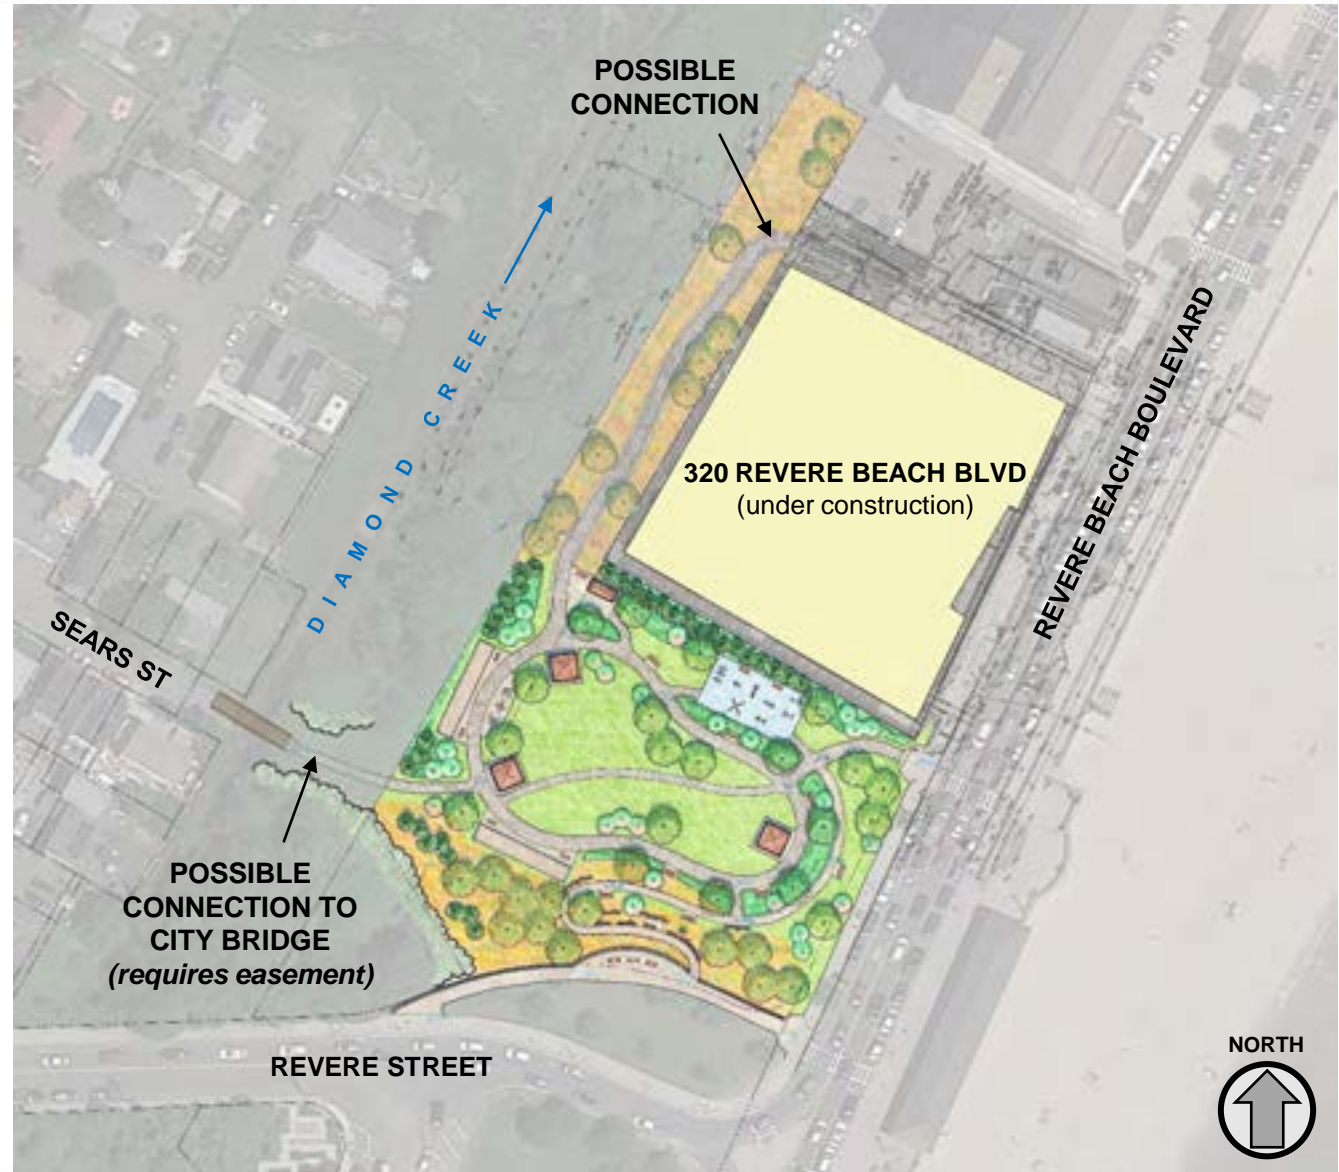 POSSIBLE
CONNECTION
DIAMOND CREEK
320 REVERE BEACH BLVD
(under construction)
REVERE BEACH BOULEVARD
SEARS ST
POSSIBLE
CONNECTION TO
CITY BRIDGE
(requires easement)
REVERE STREET
NORTH